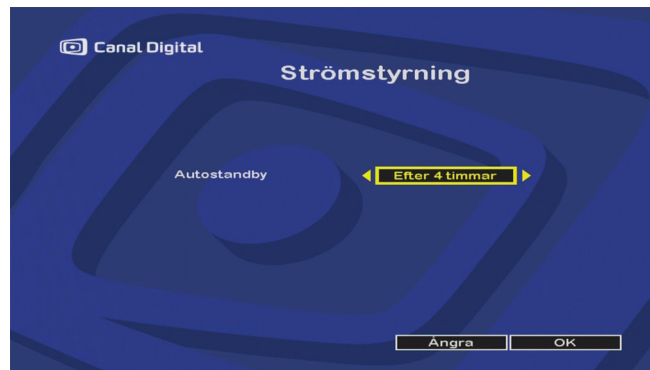 Canal Digital
Strömstyrning
Autostandby
Efter 4 timmar
Ångra
OK